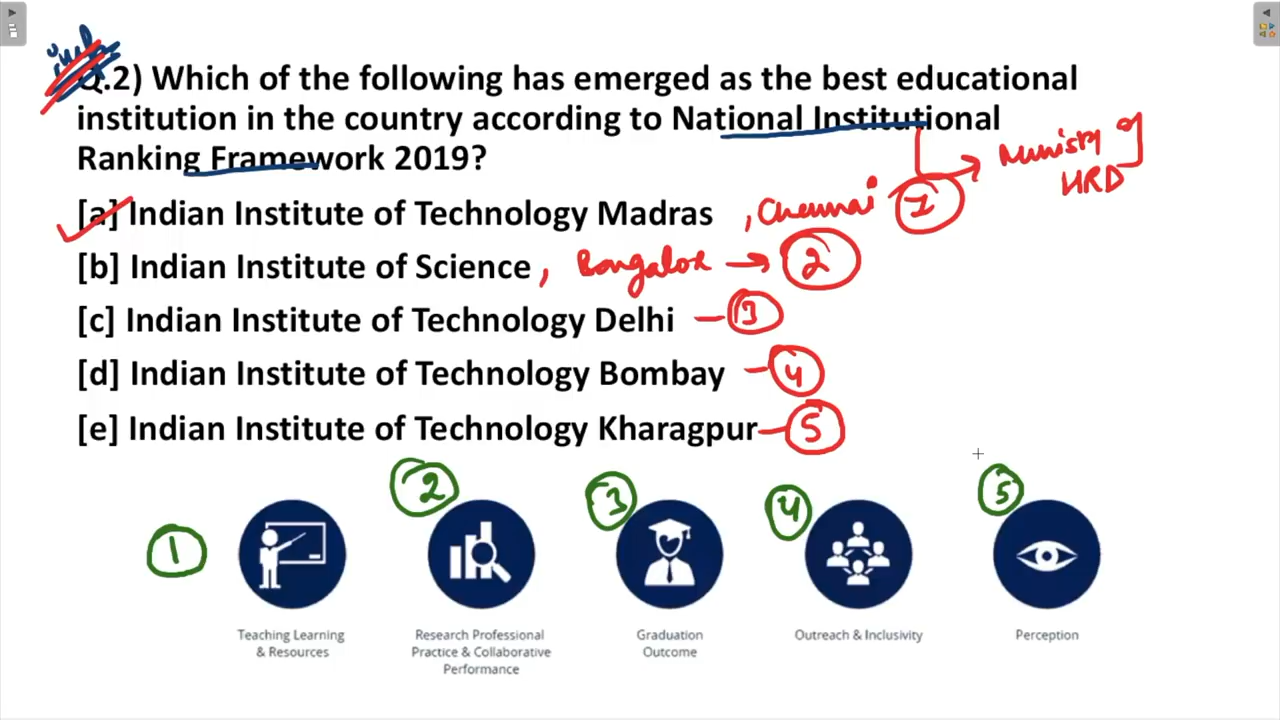 Q.2) Which of the following has emerged as the best educational
institution in the country according to National Institutional
Ranking Framework 2019?
Ministry of
HRD
[a] Indian Institute of Technology Madras , Chennai 1
[b] Indian Institute of Science , Bangalore → 2
[c] Indian Institute of Technology Delhi – 3
[d] Indian Institute of Technology Bombay – 4
[e] Indian Institute of Technology Kharagpur – 5
1 2 3 4 5
Teaching Learning
& Resources
Research Professional
Practice & Collaborative
Performance
Graduation
Outcome
Outreach & Inclusivity
Perception